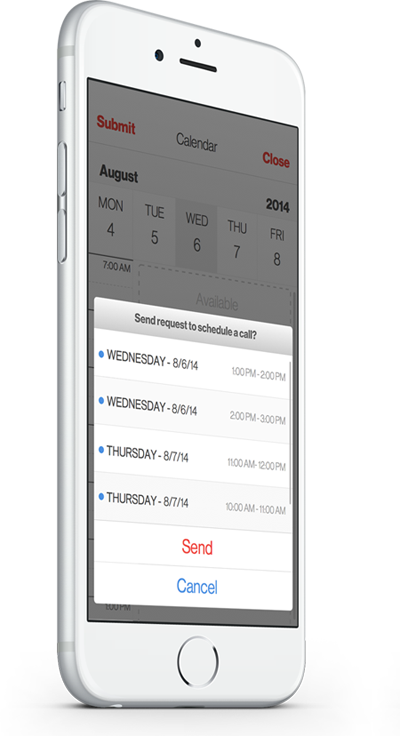 Submit
Calendar
Close
August
2014
MON
4
TUE
5
WED
6
THU
7
FRI
8
7:00 AM
Available
Send request to schedule a call?
WEDNESDAY - 8/6/14
1:00 PM - 2:00 PM
WEDNESDAY - 8/6/14
2:00 PM - 3:00 PM
THURSDAY - 8/7/14
11:00 AM - 12:00 PM
THURSDAY - 8/7/14
10:00 AM - 11:00 AM
Send
Cancel
1:00 PM